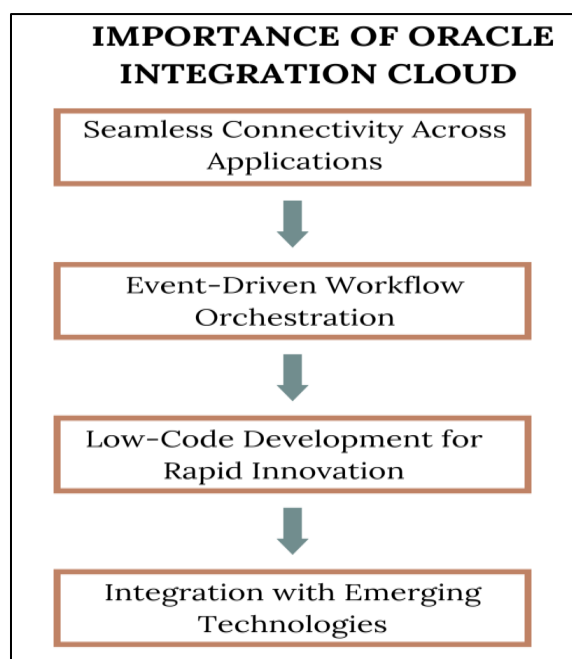 IMPORTANCE OF ORACLE
INTEGRATION CLOUD
Seamless Connectivity Across
Applications
Event-Driven Workflow
Orchestration
Low-Code Development for
Rapid Innovation
Integration with Emerging
Technologies